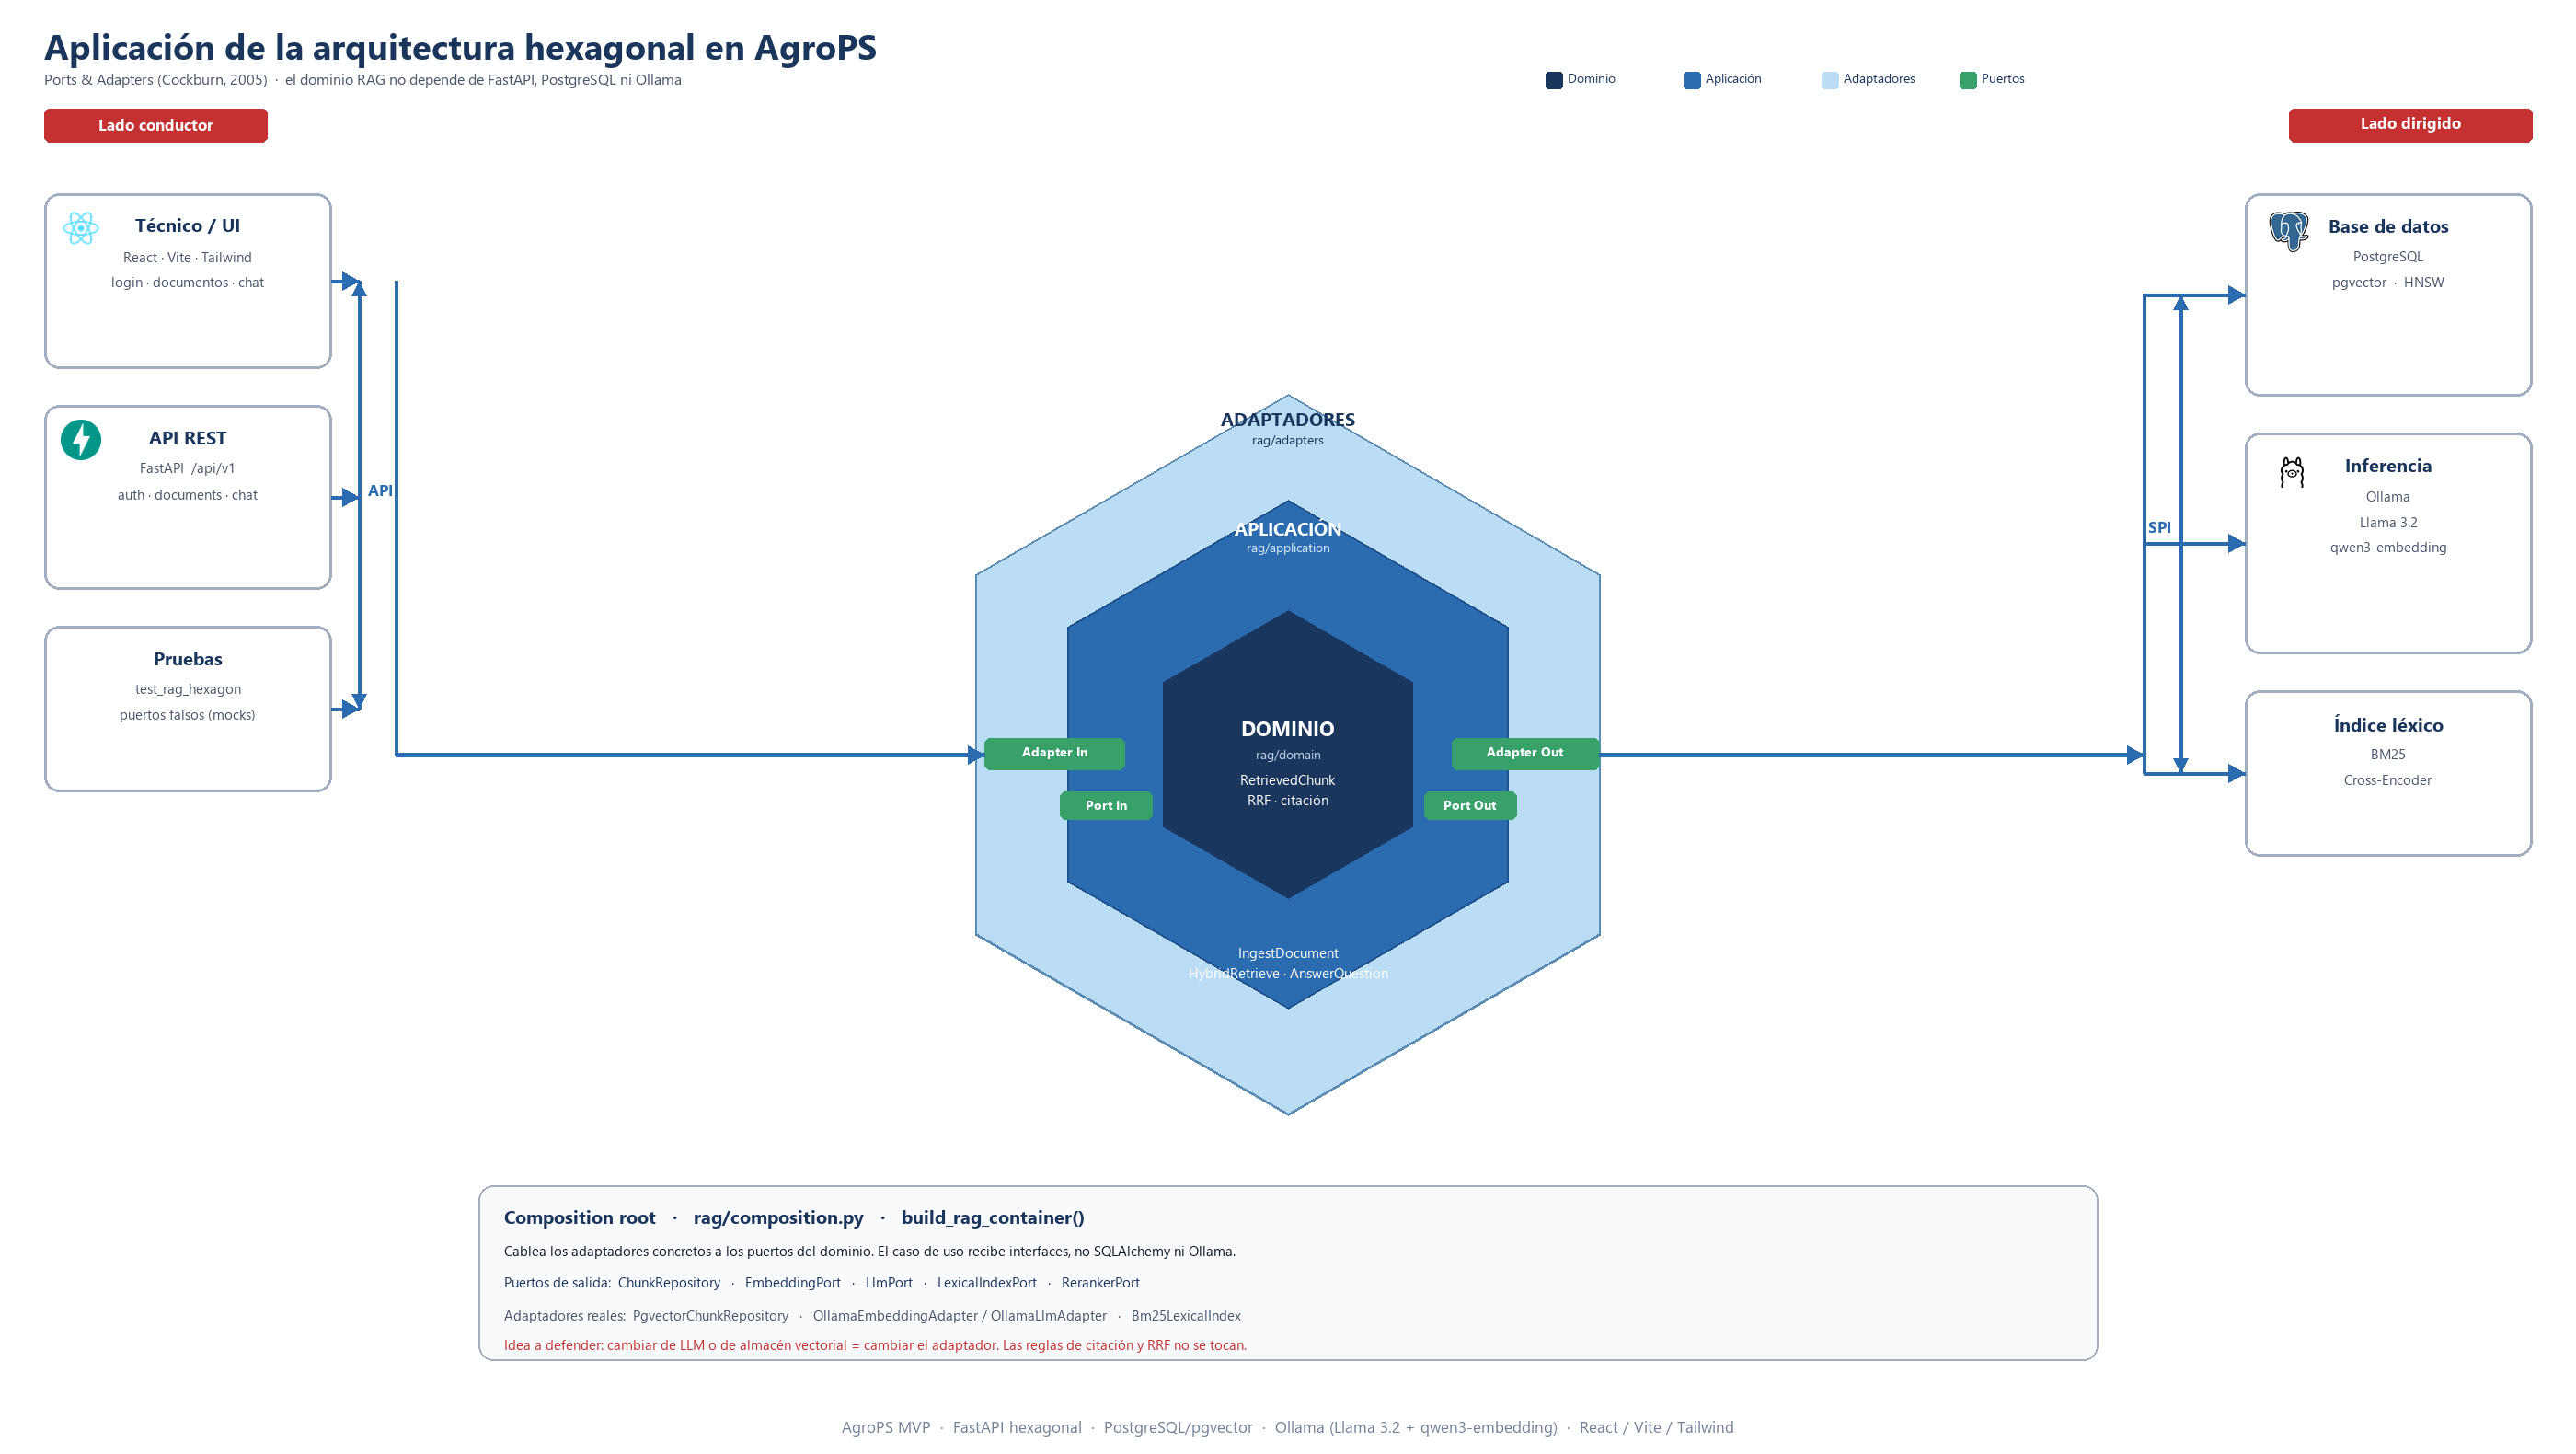 Aplicación de la arquitectura hexagonal en AgroPS
Ports & Adapters (Cockburn, 2005) · el dominio RAG no depende de FastAPI, PostgreSQL ni Ollama
Dominio
Aplicación
Adaptadores
Puertos
Lado conductor
Lado dirigido
Técnico / UI
React · Vite · Tailwind
login · documentos · chat
API REST
FastAPI /api/v1
auth · documents · chat
Pruebas
test_rag_hexagon
puertos falsos (mocks)
API
ADAPTADORES
rag/adapters
APLICACIÓN
rag/application
DOMINIO
rag/domain
RetrievedChunk
RRF · citación
Adapter In
Port In
Adapter Out
Port Out
IngestDocument
HybridRetrieve · AnswerQuestion
SPI
Base de datos
PostgreSQL
pgvector · HNSW
Inferencia
Ollama
Llama 3.2
qwen3-embedding
Índice léxico
BM25
Cross-Encoder
Composition root · rag/composition.py · build_rag_container()
Cablea los adaptadores concretos a los puertos del dominio. El caso de uso recibe interfaces, no SQLAlchemy ni Ollama.
Puertos de salida: ChunkRepository · EmbeddingPort · LlmPort · LexicalIndexPort · RerankerPort
Adaptadores reales: PgvectorChunkRepository · OllamaEmbeddingAdapter / OllamaLlmAdapter · Bm25LexicalIndex
Idea a defender: cambiar de LLM o de almacén vectorial = cambiar el adaptador. Las reglas de citación y RRF no se tocan.
AgroPS MVP · FastAPI hexagonal · PostgreSQL/pgvector · Ollama (Llama 3.2 + qwen3-embedding) · React / Vite / Tailwind